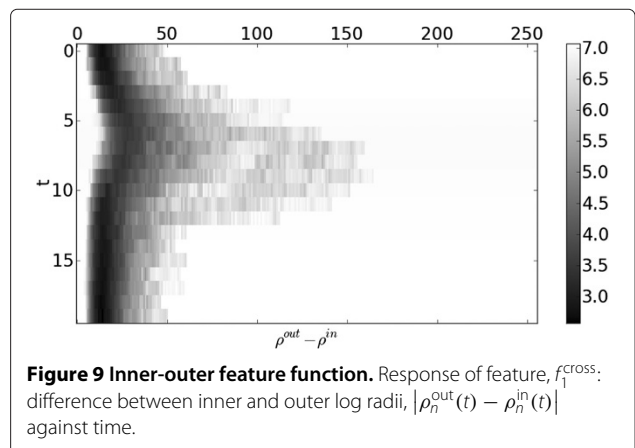 0 50 100 150 200 250
0
5
10
15
t
7.0
6.5
6.0
5.5
5.0
4.5
4.0
3.5
3.0
ρ^out − ρ^in
Figure 9 Inner-outer feature function. Response of feature, f_1^cross:
difference between inner and outer log radii, |ρ_n^out(t) − ρ_n^in(t)|
against time.